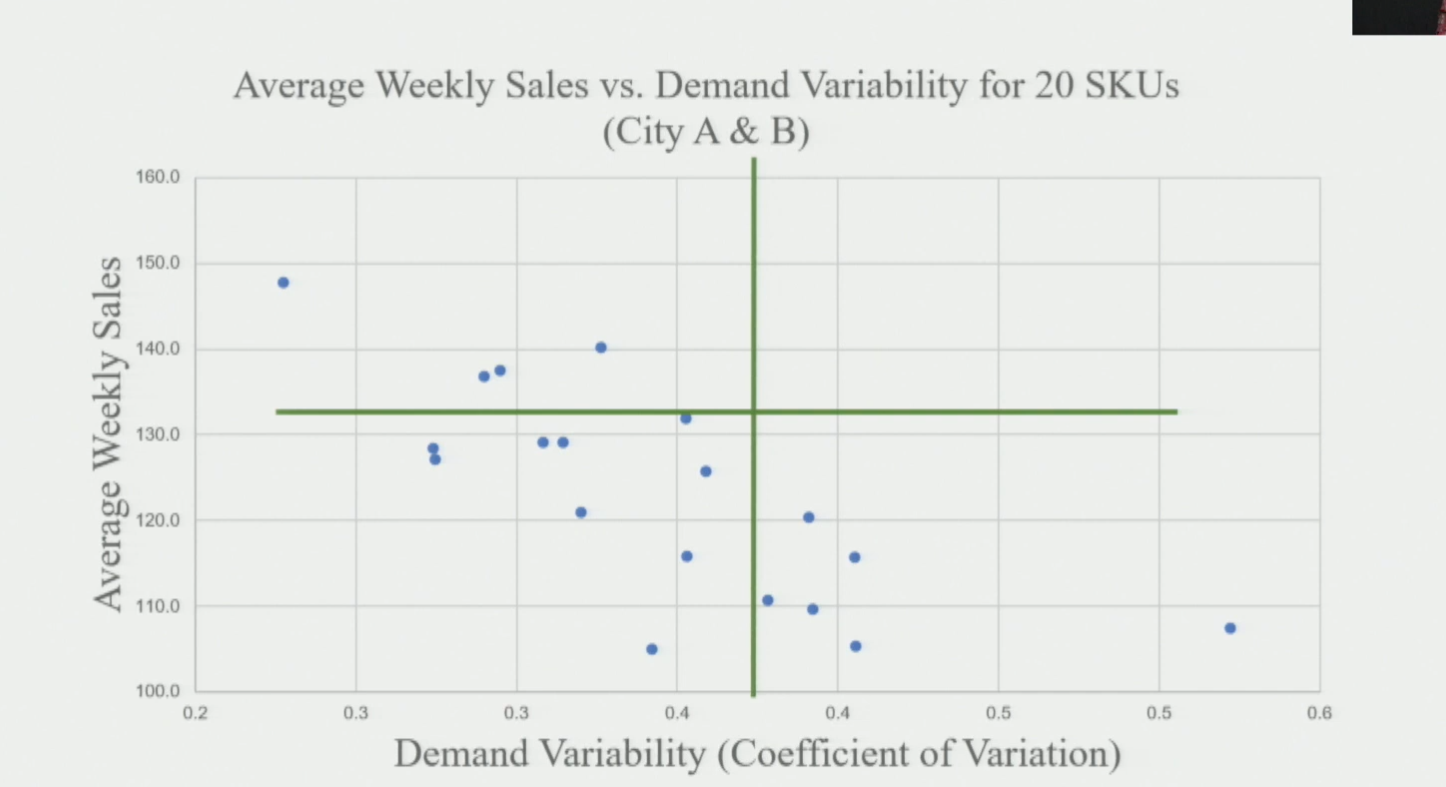 Average Weekly Sales vs. Demand Variability for 20 SKUs
(City A & B)
Average Weekly Sales
160.0
150.0
140.0
130.0
120.0
110.0
100.0
0.2 0.3 0.3 0.4 0.4 0.5 0.5 0.6
Demand Variability (Coefficient of Variation)